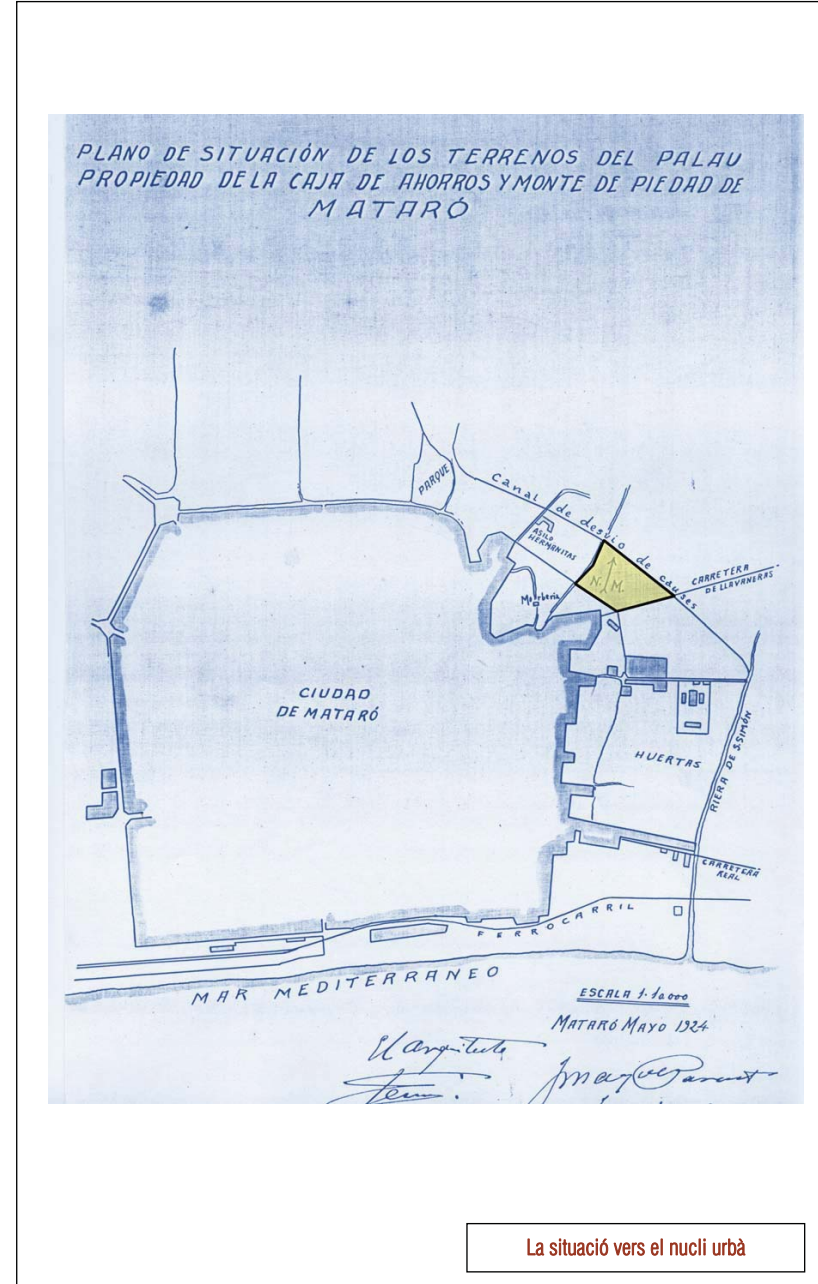 PLANO DE SITUACIÓN DE LOS TERRENOS DEL PALAU
PROPIEDAD DE LA CAJA DE AHORROS Y MONTE DE PIEDAD DE
MATARÓ
PARQUE
Canal de desvio de causes
ASILO
HERMANITAS
N. M.
CARRETERA
DE LLAVANERAS
CIUDAD
DE MATARÓ
HUERTAS
RIERA DE S. SIMÓN
CARRETERA
REAL
FERROCARRIL
MAR MEDITERRANEO
ESCALA 1:10000
MATARÓ MAYO 1924
El arquitecto
La situació vers el nucli urbà